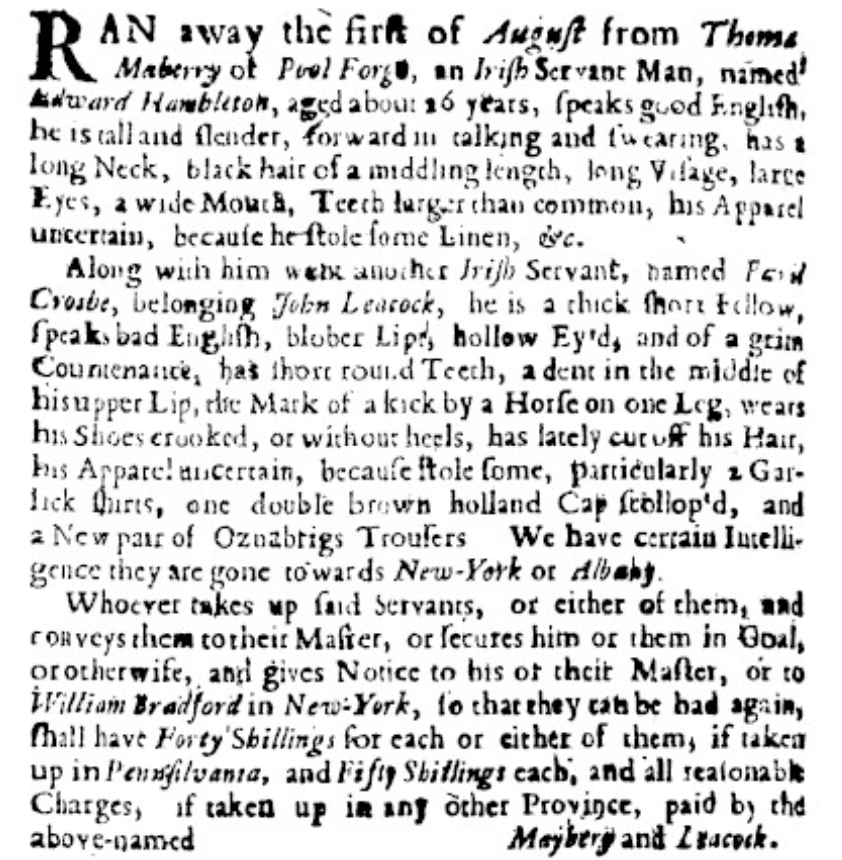 RAN away the first of August from Thoma
Maberry of Pool Forge, an Irish Servant Man, named
Edward Hambleton, aged about 26 years, speaks good English,
he is tall and slender, forward in talking and swearing, has a
long Neck, black hair of a middling length, long Visage, large
Eyes, a wide Mouth, Teeth larger than common, his Apparel
uncertain, because he stole some Linen, &c.
Along with him went another Irish Servant, named
Crosbe, belonging John Leacock, he is a thick short Fellow,
speaks bad English, blober Lips, hollow Ey'd, and of a grim
Countenance, has short round Teeth, a dent in the middle of
his upper Lip, the Mark of a kick by a Horse on one Leg, wears
his Shoes crooked, or without heels, has lately cut off his Hair,
his Apparel uncertain, because stole some, particularly 2 Gar-
lick shirts, one double brown holland Cap scollop'd, and
a New pair of Oznabrigs Trousers We have certain Intelli-
gence they are gone towards New-York or Albany.
Whoever takes up said Servants, or either of them, and
conveys them to their Master, or secures him or them in Goal,
or otherwise, and gives Notice to his or their Master, or to
William Bradford in New-York, so that they can be had again,
shall have Forty Shillings for each or either of them, if taken
up in Pennsilvania, and Fifty Shillings each, and all reasonable
Charges, if taken up in any other Province, paid by the
above-named Mayberry and Leacock.